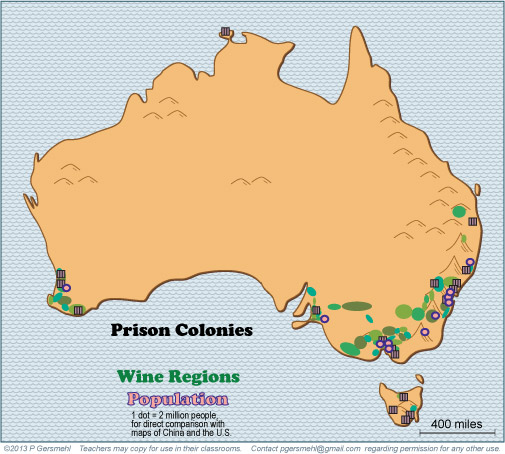 Prison Colonies
Wine Regions
Population
1 dot = 2 million people,
for direct comparison with
maps of China and the U.S.
400 miles
©2013 P Gersmehl Teachers may copy for use in their classrooms. Contact pgersmehl@gmail.com regarding permission for any other use.